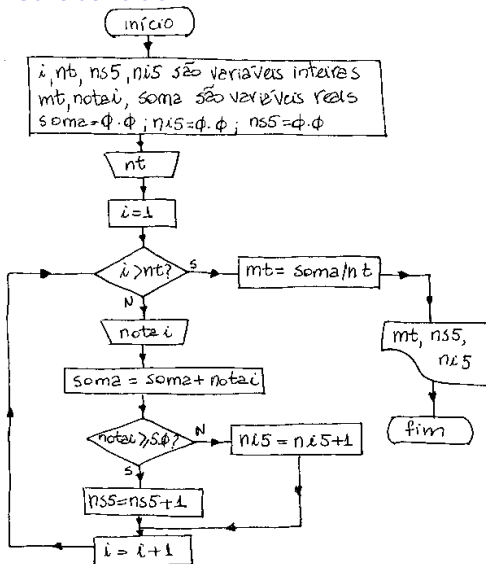 início
i, nt, ns5, ni5 são variáveis inteiras
mt, notai, soma são variáveis reais
soma=ϕ.ϕ ; ni5=ϕ.ϕ ; ns5=ϕ.ϕ
nt
i=1
i>nt?
S
mt= soma/nt
N
mt, ns5,
ni5
notai
soma = soma+notai
fim
notai≥5.ϕ?
N
ni5 = ni5+1
S
ns5=ns5+1
i = i+1